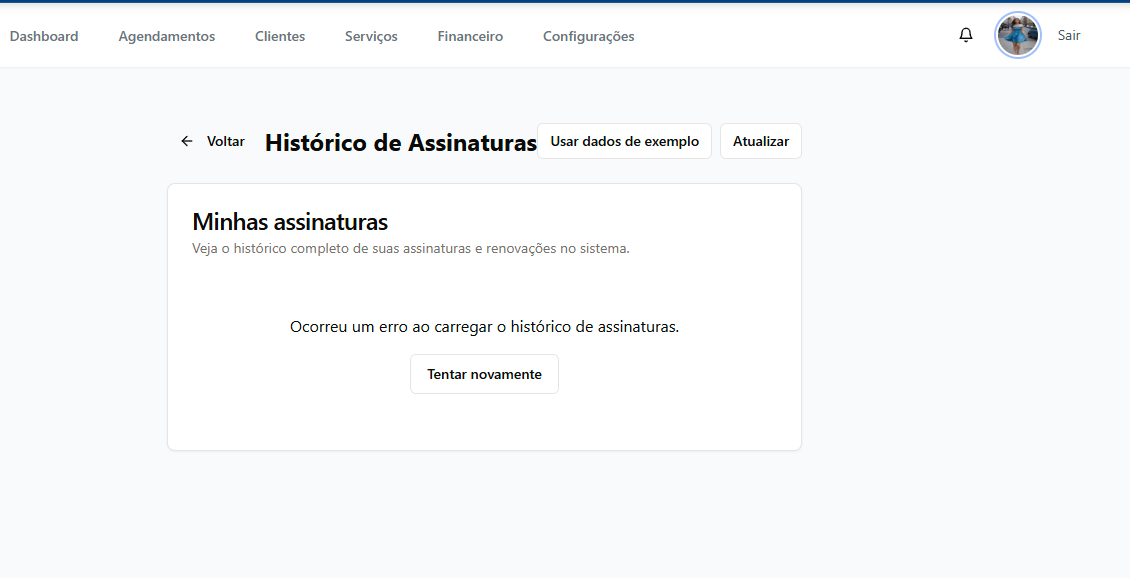 Dashboard Agendamentos Clientes Serviços Financeiro Configurações Sair
Voltar Histórico de Assinaturas Usar dados de exemplo Atualizar
Minhas assinaturas
Veja o histórico completo de suas assinaturas e renovações no sistema.
Ocorreu um erro ao carregar o histórico de assinaturas.
Tentar novamente